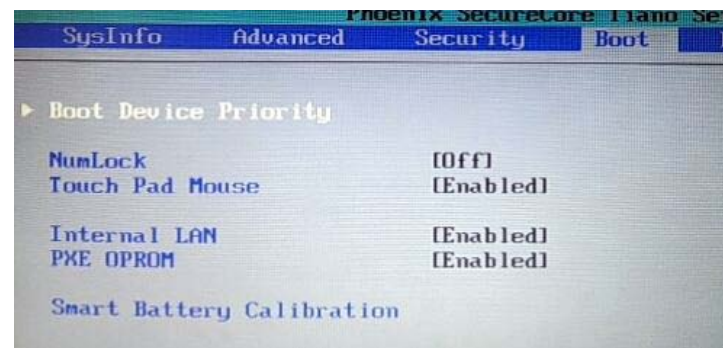 Phoenix SecureCore Tiano
SysInfo Advanced Security Boot
Boot Device Priority
NumLock [Off]
Touch Pad Mouse [Enabled]
Internal LAN [Enabled]
PXE OPROM [Enabled]
Smart Battery Calibration